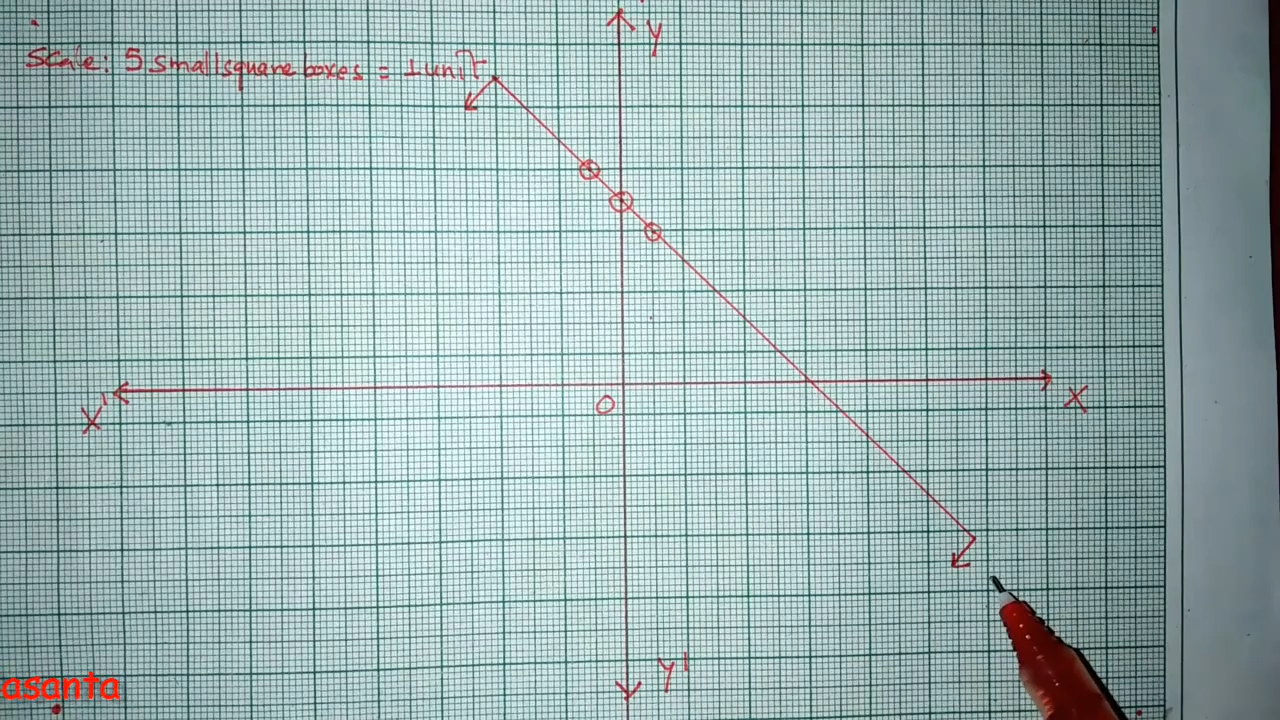 Y
Scale: 5 small square boxes = 1 unit
X'
O
X
Y'
asanta